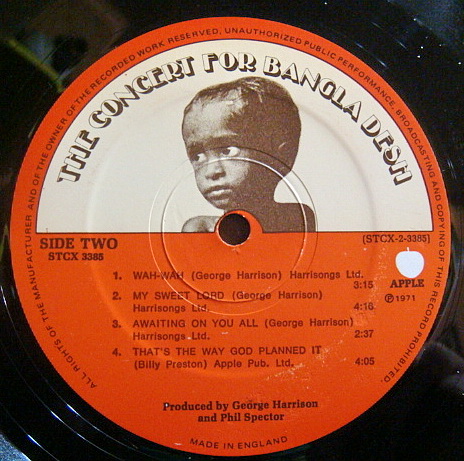 ALL RIGHTS OF THE MANUFACTURER AND OF THE OWNER OF THE RECORDED WORK RESERVED, UNAUTHORIZED PUBLIC PERFORMANCE, BROADCASTING AND COPYING OF THIS RECORD PROHIBITED.
THE CONCERT FOR BANGLA DESH
SIDE TWO
STCX 3385
(STCX-2-3385)
APPLE
℗ 1971
1. WAH-WAH (George Harrison) Harrisongs Ltd.
3:15
2. MY SWEET LORD (George Harrison)
Harrisongs Ltd. 4:16
3. AWAITING ON YOU ALL (George Harrison)
Harrisongs Ltd. 2:37
4. THAT'S THE WAY GOD PLANNED IT
(Billy Preston) Apple Pub. Ltd. 4:05
Produced by George Harrison
and Phil Spector
MADE IN ENGLAND